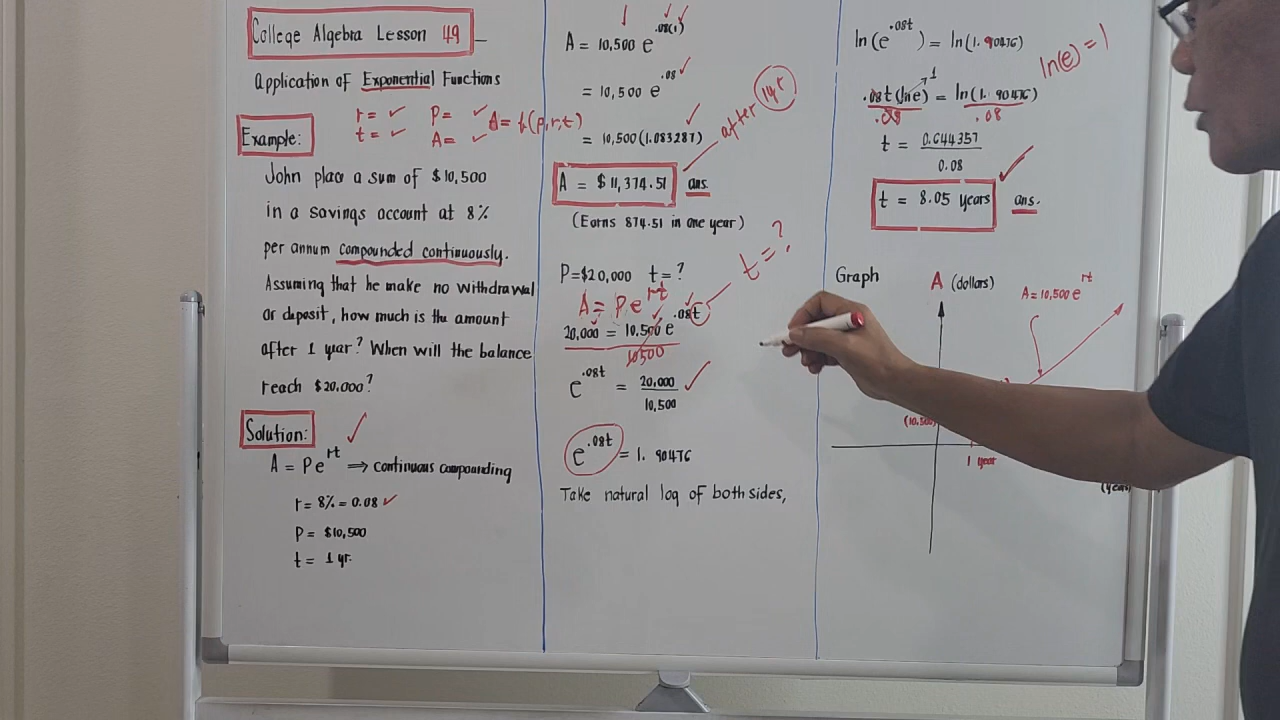 College Algebra Lesson 49
Application of Exponential Functions
r = ✓ P = ✓ A = f(p,r,t)
t = ✓ A = ✓
Example:
John place a sum of $10,500
in a savings account at 8%
per annum compounded continuously.
Assuming that he make no withdrawal
or deposit, how much is the amount
after 1 year? When will the balance
reach $20,000?
Solution:
A = Pe^rt ⇒ continuous compounding
r = 8% = 0.08 ✓
P = $10,500
t = 1 yr.
A = 10,500 e^.08(1)
= 10,500 e^.08
= 10,500 (1.083287)
after 1yr
A = $11,374.51 ans.
(Earns 874.51 in one year)
P=$20,000 t = ?
t = ?
A = Pe^rt
20,000 = 10,500 e^.08t
10500
e^.08t = 20,000
10,500
e^.08t = 1.90476
Take natural log of both sides,
ln(e^.08t) = ln(1.90476)
ln(e) = 1
.08t (ln e)^1 = ln(1.90476)
.08 .08
t = 0.644357
0.08
t = 8.05 years ans.
Graph A (dollars)
A=10,500 e^rt
(10,500)
1 year
(years)